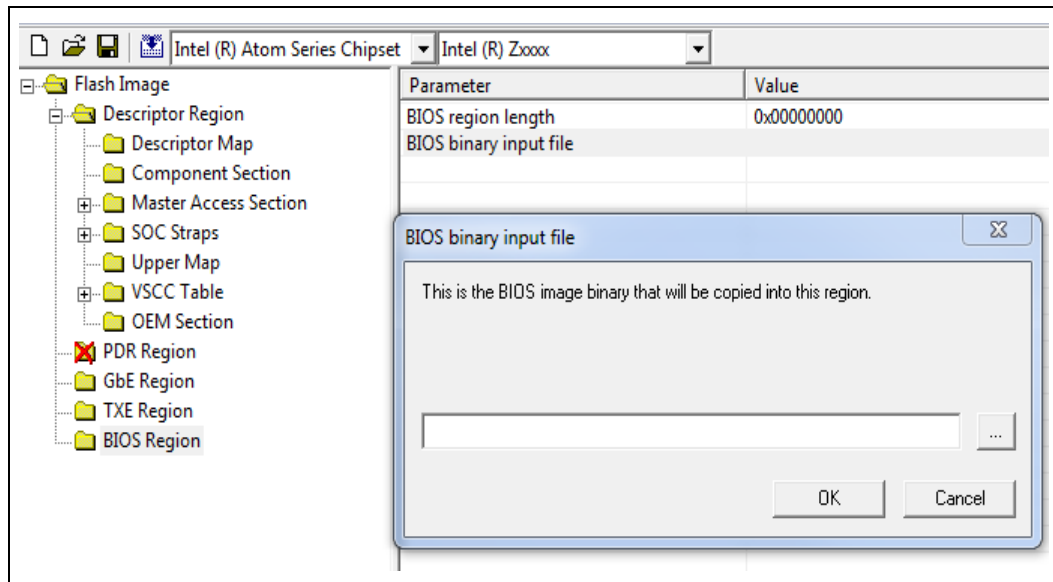 Intel (R) Atom Series Chipset Intel (R) Zxxxx
Flash Image
Descriptor Region
Descriptor Map
Component Section
Master Access Section
SOC Straps
Upper Map
VSCC Table
OEM Section
PDR Region
GbE Region
TXE Region
BIOS Region
Parameter Value
BIOS region length 0x00000000
BIOS binary input file
BIOS binary input file
This is the BIOS image binary that will be copied into this region.
...
OK Cancel